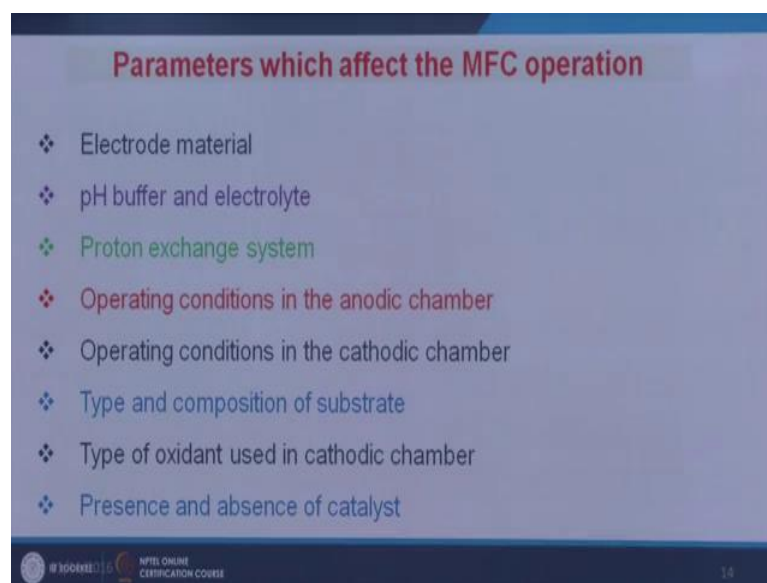 Parameters which affect the MFC operation
Electrode material
pH buffer and electrolyte
Proton exchange system
Operating conditions in the anodic chamber
Operating conditions in the cathodic chamber
Type and composition of substrate
Type of oxidant used in cathodic chamber
Presence and absence of catalyst
NPTEL ONLINE
CERTIFICATION COURSE
14